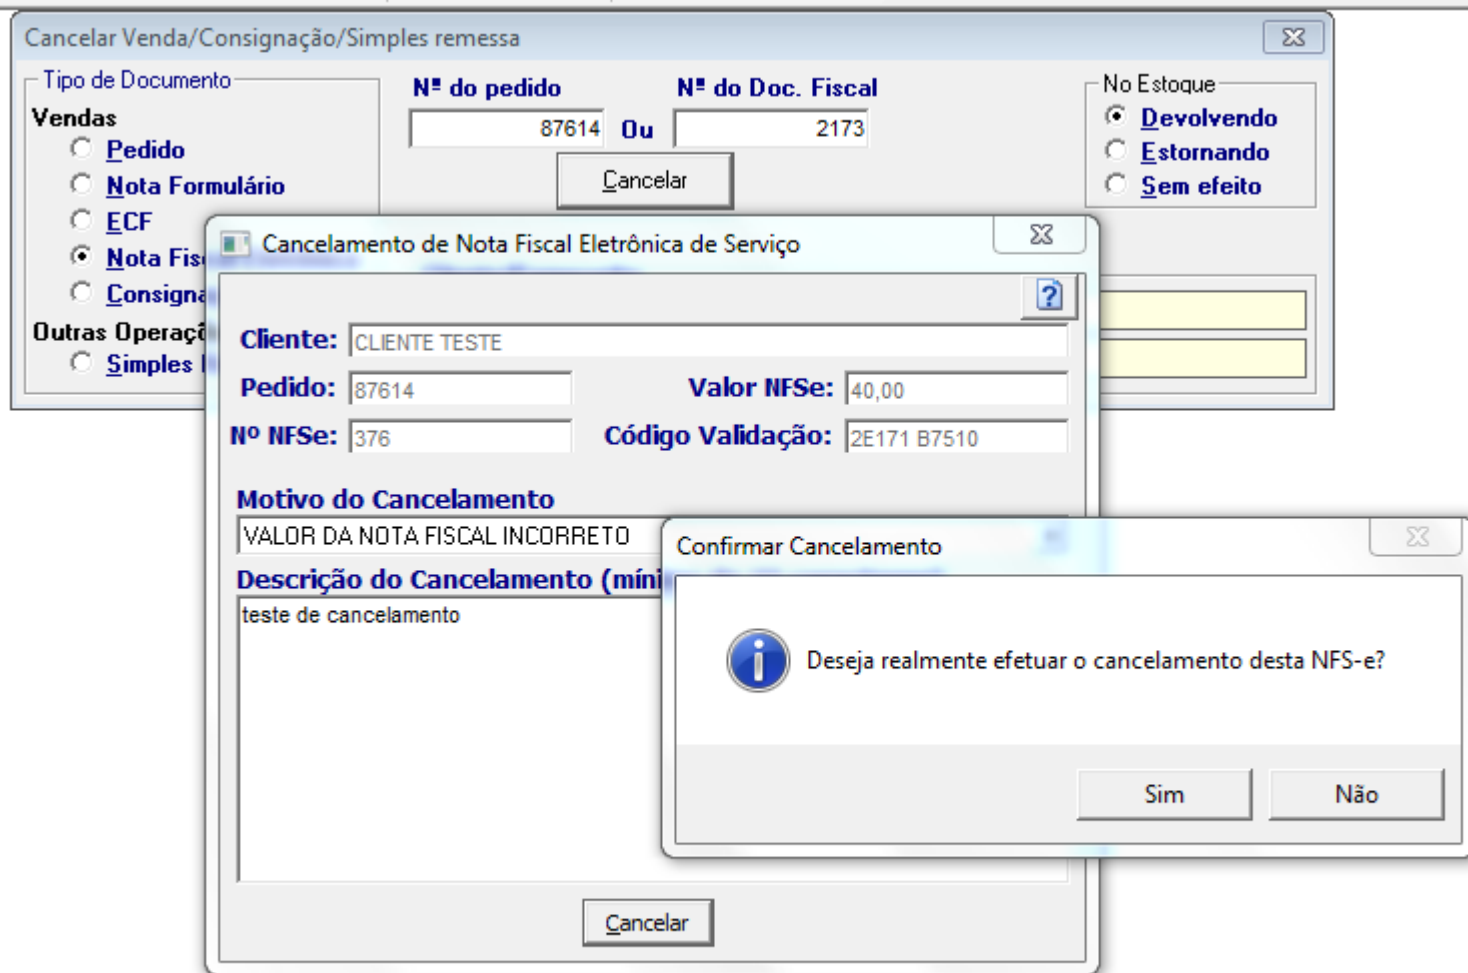 Cancelar Venda/Consignação/Simples remessa
Tipo de Documento
Vendas
Pedido
Nota Formulário
ECF
Nota
Outras
Simples
Nº do pedido
87614
Ou
Nº do Doc. Fiscal
2173
Cancelar
No Estoque
Devolvendo
Estornando
Sem efeito
Cancelamento de Nota Fiscal Eletrônica de Serviço
Cliente: CLIENTE TESTE
Pedido: 87614 Valor NFSe: 40,00
Nº NFSe: 376 Código Validação: 2E171 B7510
Motivo do Cancelamento
VALOR DA NOTA FISCAL INCORRETO
Descrição do Cancelamento
teste de cancelamento
Cancelar
Confirmar Cancelamento
Deseja realmente efetuar o cancelamento desta NFS-e?
Sim Não